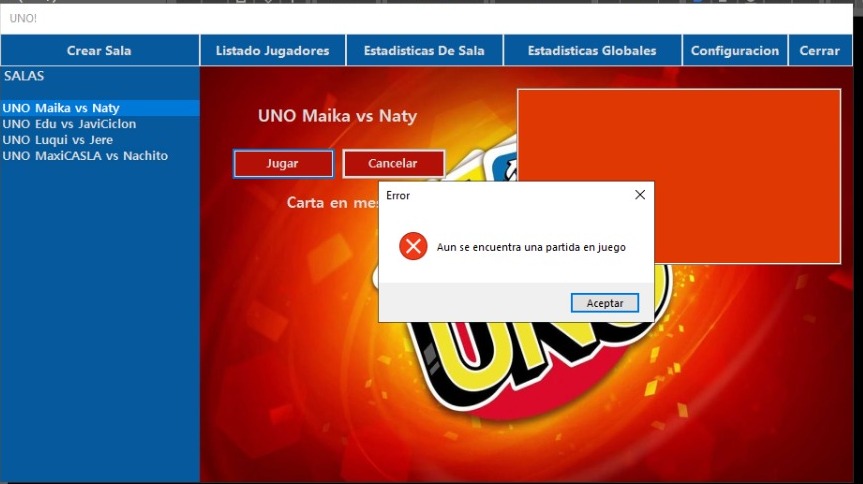 UNO!
Crear Sala
Listado Jugadores
Estadisticas De Sala
Estadisticas Globales
Configuracion
Cerrar
SALAS
UNO Maika vs Naty
UNO Edu vs JaviCiclon
UNO Luqui vs Jere
UNO MaxiCASLA vs Nachito
UNO Maika vs Naty
Jugar
Cancelar
Carta en
Error
Aun se encuentra una partida en juego
Aceptar
UNO